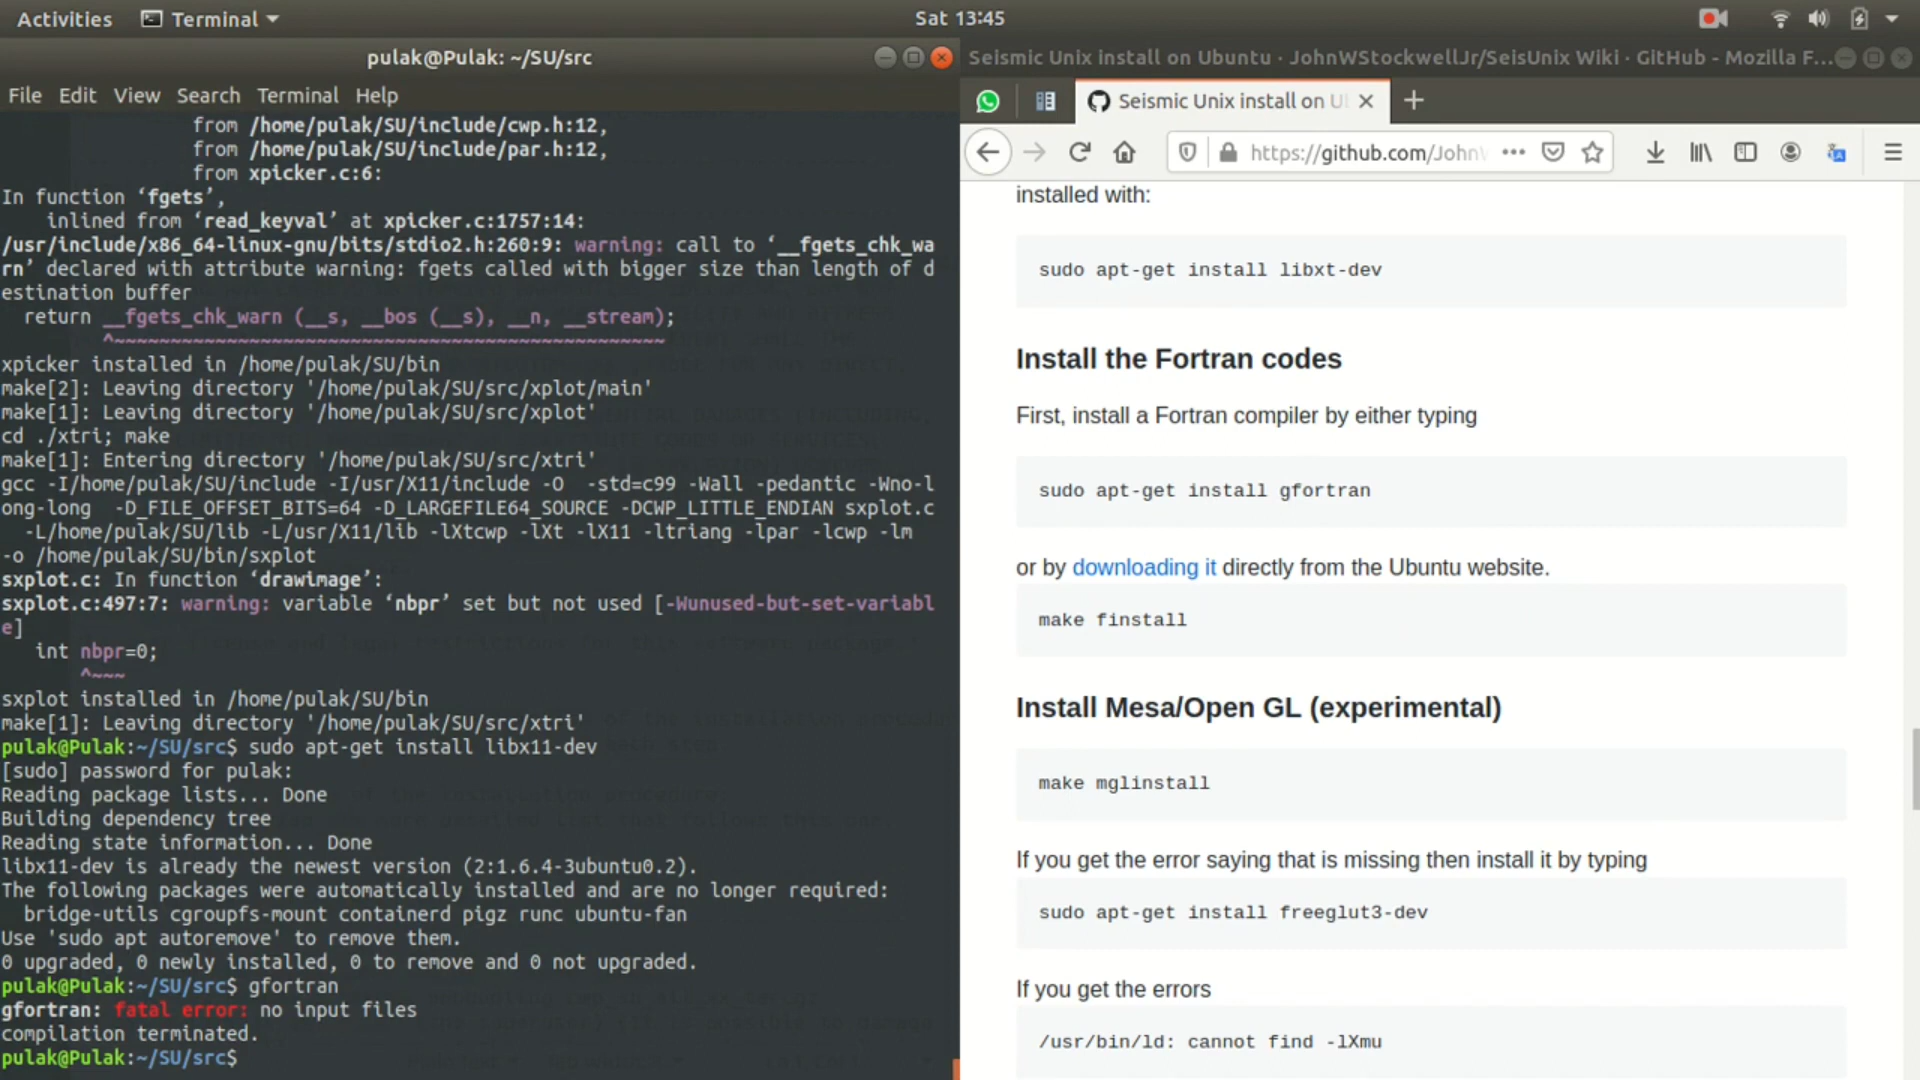 Activities Terminal Sat 13:45
pulak@Pulak: ~/SU/src
File Edit View Search Terminal Help
from /home/pulak/SU/include/cwp.h:12,
from /home/pulak/SU/include/par.h:12,
from xpicker.c:6:
In function ‘fgets’,
inlined from ‘read_keyval’ at xpicker.c:1757:14:
/usr/include/x86_64-linux-gnu/bits/stdio2.h:260:9: warning: call to ‘__fgets_chk_wa
rn’ declared with attribute warning: fgets called with bigger size than length of d
estination buffer
return __fgets_chk_warn (__s, __bos (__s), __n, __stream);
^~~~~~~~~~~~~~~~~~~~~~~~~~~~~~~~~~~~~~~~~~~~~~~~~~
xpicker installed in /home/pulak/SU/bin
make[2]: Leaving directory '/home/pulak/SU/src/xplot/main'
make[1]: Leaving directory '/home/pulak/SU/src/xplot'
cd ./xtri; make
make[1]: Entering directory '/home/pulak/SU/src/xtri'
gcc -I/home/pulak/SU/include -I/usr/X11/include -O  -std=c99 -Wall -pedantic -Wno-l
ong-long  -D_FILE_OFFSET_BITS=64 -D_LARGEFILE64_SOURCE -DCWP_LITTLE_ENDIAN sxplot.c
-L/home/pulak/SU/lib -L/usr/X11/lib -lXtcwp -lXt -lX11 -ltriang -lpar -lcwp -lm
-o /home/pulak/SU/bin/sxplot
sxplot.c: In function ‘drawimage’:
sxplot.c:497:7: warning: variable ‘nbpr’ set but not used [-Wunused-but-set-variabl
e]
int nbpr=0;
^~~~
sxplot installed in /home/pulak/SU/bin
make[1]: Leaving directory '/home/pulak/SU/src/xtri'
pulak@Pulak:~/SU/src$ sudo apt-get install libx11-dev
[sudo] password for pulak:
Reading package lists... Done
Building dependency tree
Reading state information... Done
libx11-dev is already the newest version (2:1.6.4-3ubuntu0.2).
The following packages were automatically installed and are no longer required:
bridge-utils cgroupfs-mount containerd pigz runc ubuntu-fan
Use 'sudo apt autoremove' to remove them.
0 upgraded, 0 newly installed, 0 to remove and 0 not upgraded.
pulak@Pulak:~/SU/src$ gfortran
gfortran: fatal error: no input files
compilation terminated.
pulak@Pulak:~/SU/src$
Seismic Unix install on Ubuntu · JohnWStockwellJr/SeisUnix Wiki · GitHub - Mozilla F...
Seismic Unix install on U
https://github.com/John
installed with:
sudo apt-get install libxt-dev
Install the Fortran codes
First, install a Fortran compiler by either typing
sudo apt-get install gfortran
or by downloading it directly from the Ubuntu website.
make finstall
Install Mesa/Open GL (experimental)
make mglinstall
If you get the error saying that is missing then install it by typing
sudo apt-get install freeglut3-dev
If you get the errors
/usr/bin/ld: cannot find -lXmu